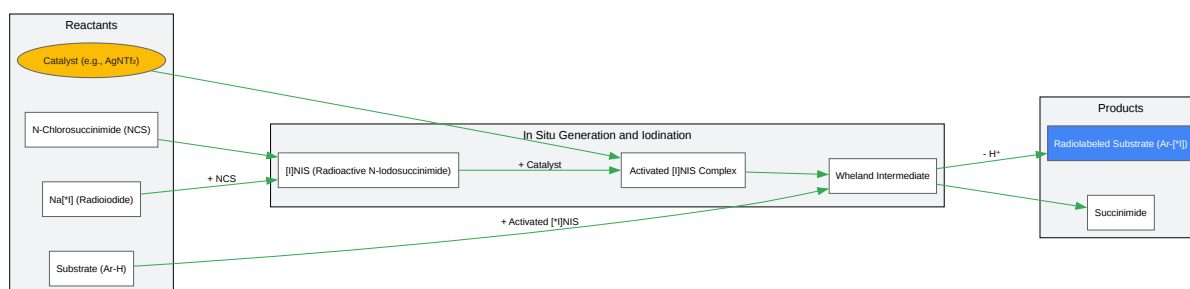 Reactants
Catalyst (e.g., AgNTf₂)
N-Chlorosuccinimide (NCS)
Na[*I] (Radioiodide)
Substrate (Ar-H)
+ NCS
In Situ Generation and Iodination
[I]NIS (Radioactive N-Iodosuccinimide)
+ Catalyst
Activated [I]NIS Complex
Wheland Intermediate
+ Activated [*I]NIS
- H⁺
Products
Radiolabeled Substrate (Ar-[*I])
Succinimide